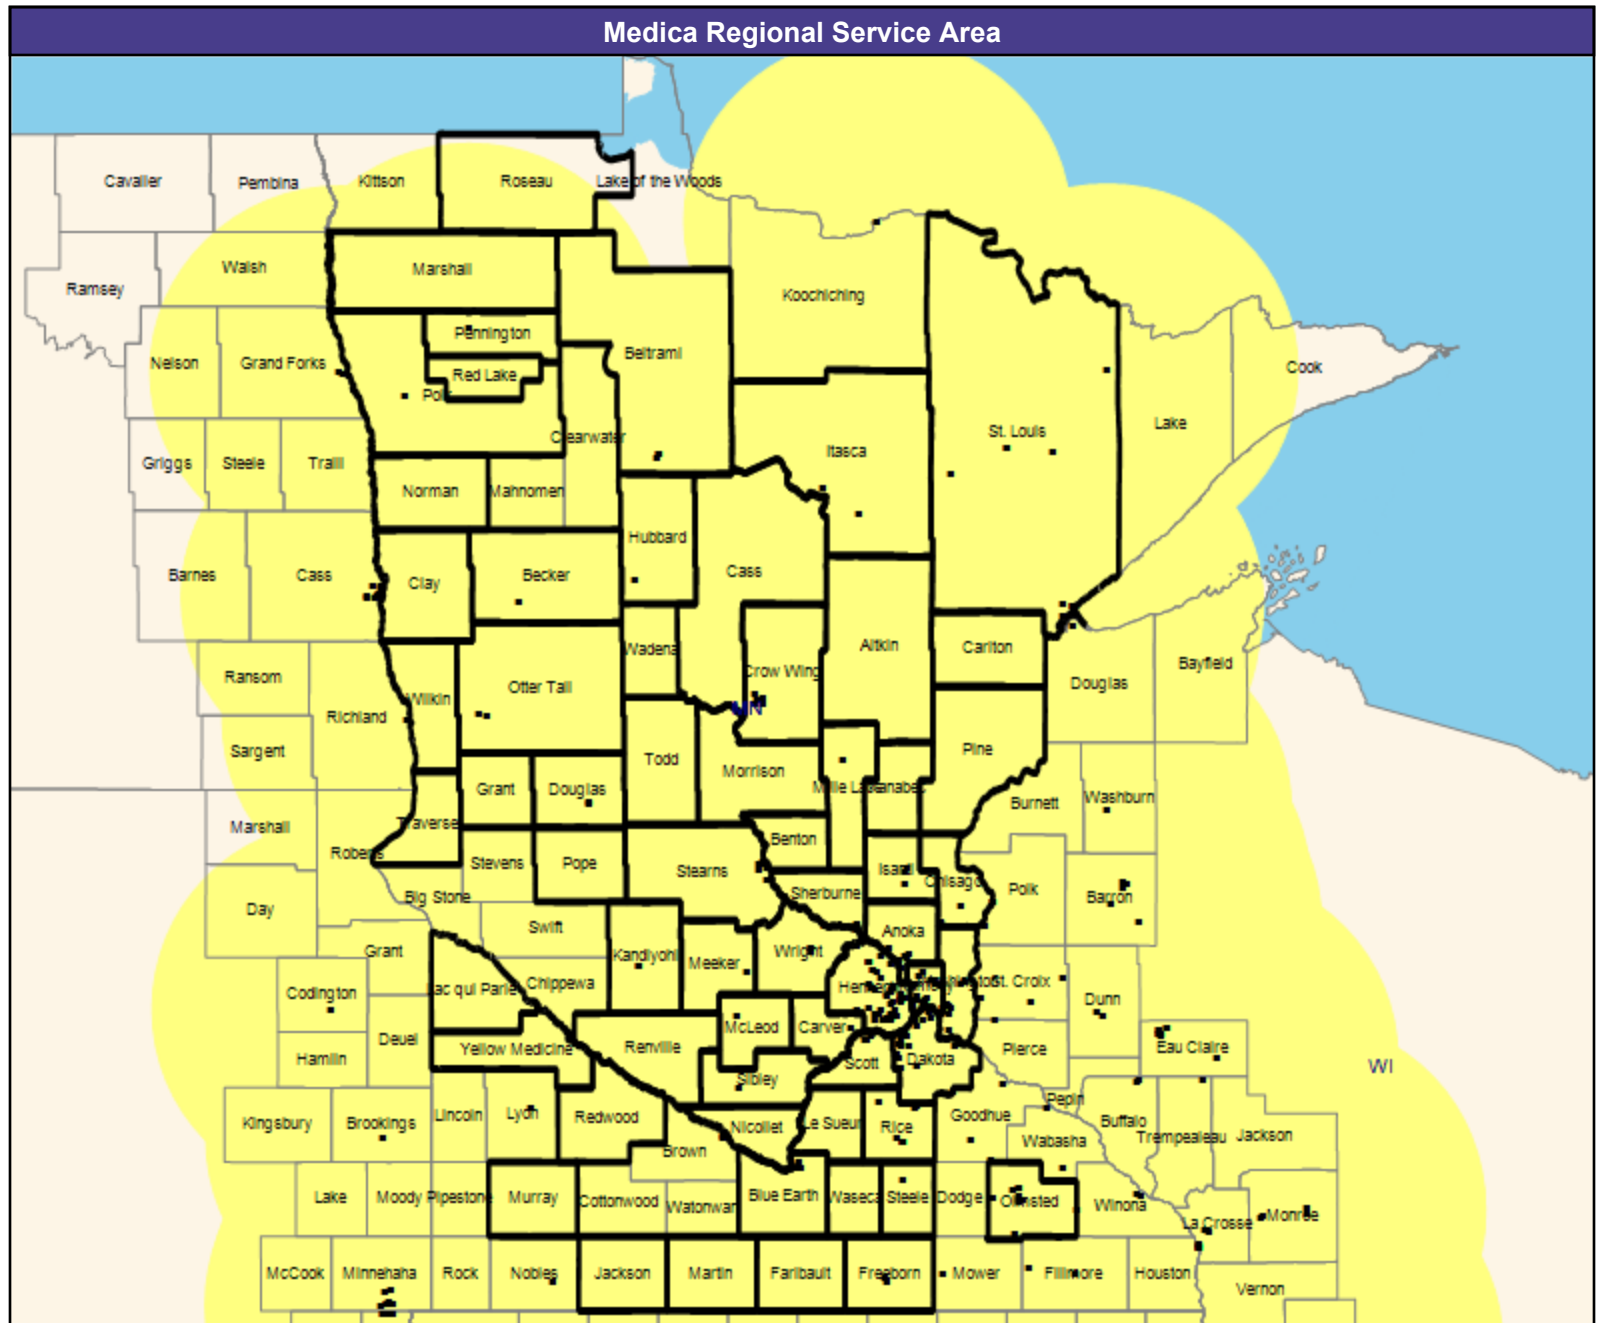 Medica Regional Service Area
Cavalier
Pembina
Kittson
Roseau
Lake of the Woods
Ramsey
Walsh
Marshall
Koochiching
Nelson
Grand Forks
Pennington
Red Lake
Polk
Beltrami
Cook
Griggs
Steele
Traill
Clearwater
Itasca
St. Louis
Lake
Norman
Mahnomen
Barnes
Cass
Clay
Becker
Hubbard
Cass
Ransom
Richland
Wilkin
Otter Tail
Wadena
Crow Wing
MN
Aitkin
Carlton
Douglas
Bayfield
Sargent
Grant
Douglas
Todd
Morrison
Mille Lacs
Kanabec
Pine
Burnett
Washburn
Marshall
Roberts
Traverse
Stevens
Pope
Stearns
Benton
Sherburne
Isanti
Chisago
Polk
Barron
Day
Big Stone
Grant
Swift
Kandiyohi
Meeker
Wright
Anoka
Codington
Lac qui Parle
Chippewa
Hennepin
Ramsey
Washington
St. Croix
Dunn
Hamlin
Deuel
Yellow Medicine
Renville
McLeod
Carver
Scott
Dakota
Pierce
Eau Claire
WI
Sibley
Kingsbury
Brookings
Lincoln
Lyon
Redwood
Brown
Nicollet
Le Sueur
Rice
Goodhue
Wabasha
Pepin
Buffalo
Trempealeau
Jackson
Lake
Moody
Pipestone
Murray
Cottonwood
Watonwan
Blue Earth
Waseca
Steele
Dodge
Olmsted
Winona
La Crosse
Monroe
McCook
Minnehaha
Rock
Nobles
Jackson
Martin
Faribault
Freeborn
Mower
Fillmore
Houston
Vernon